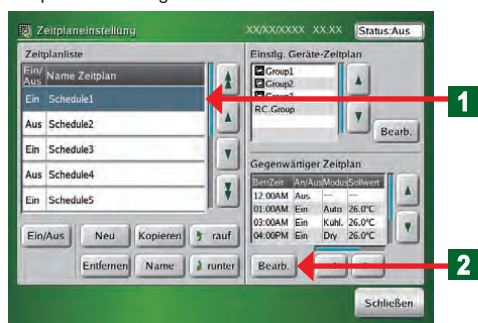 Zeitplaneinstellung XX/XX/XXXX XX:XX Status:Aus
Zeitplanliste
Ein/Aus Name Zeitplan
Ein Schedule1
Aus Schedule2
Ein Schedule3
Aus Schedule4
Ein Schedule5
Ein/Aus Neu Kopieren rauf
Entfernen Name runter
Einstlg. Geräte-Zeitplan
Group1
Group2
RC.Group
Bearb.
Gegenwärtiger Zeitplan
BetrZeit An/Aus Modus Sollwert
12:00AM Aus --- ---
01:00AM Ein Auto 26.0°C
03:00AM Ein Kuhl. 26.0°C
04:00PM Ein Dry 26.0°C
Bearb.
Schließen
1
2